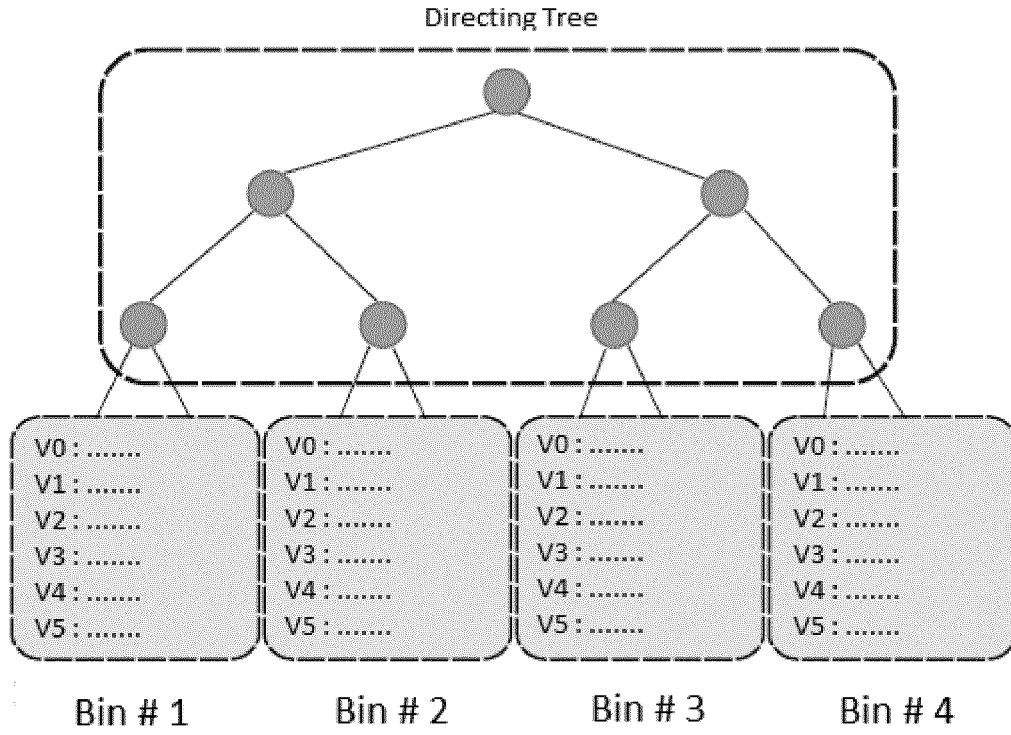 Directing Tree
V0 : .......
V1 : .......
V2 : .......
V3 : .......
V4 : .......
V5 : .......
V0 : .......
V1 : .......
V2 : .......
V3 : .......
V4 : .......
V5 : .......
V0 : .......
V1 : .......
V2 : .......
V3 : .......
V4 : .......
V5 : .......
V0 : .......
V1 : .......
V2 : .......
V3 : .......
V4 : .......
V5 : .......
Bin # 1
Bin # 2
Bin # 3
Bin # 4